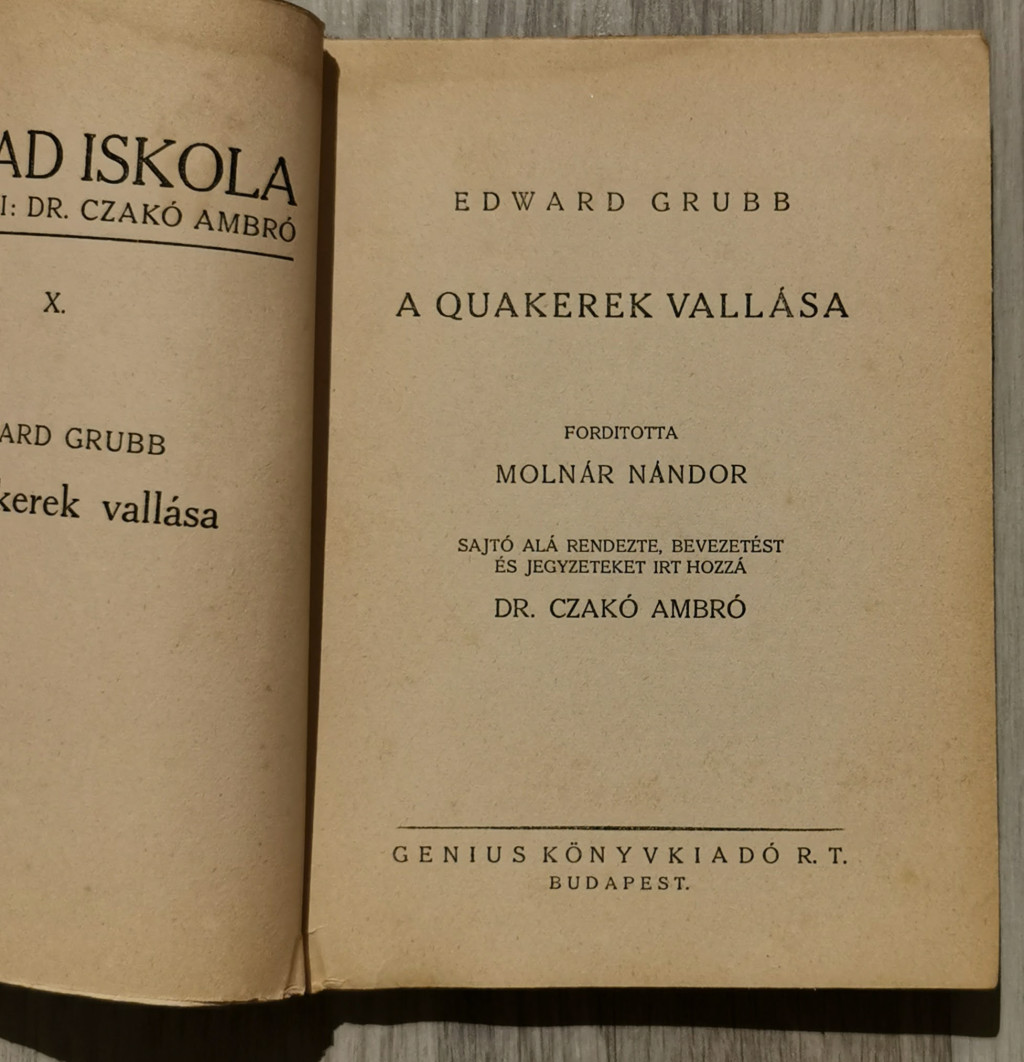 AD ISKOLA
I: DR. CZAKÓ AMBRÓ
X.
ARD GRUBB
kerek vallása
EDWARD GRUBB
A QUAKEREK VALLÁSA
FORDITOTTA
MOLNÁR NÁNDOR
SAJTÓ ALÁ RENDEZTE, BEVEZETÉST
ÉS JEGYZETEKET IRT HOZZÁ
DR. CZAKÓ AMBRÓ
GENIUS KÖNYVKIADÓ R. T.
BUDAPEST.